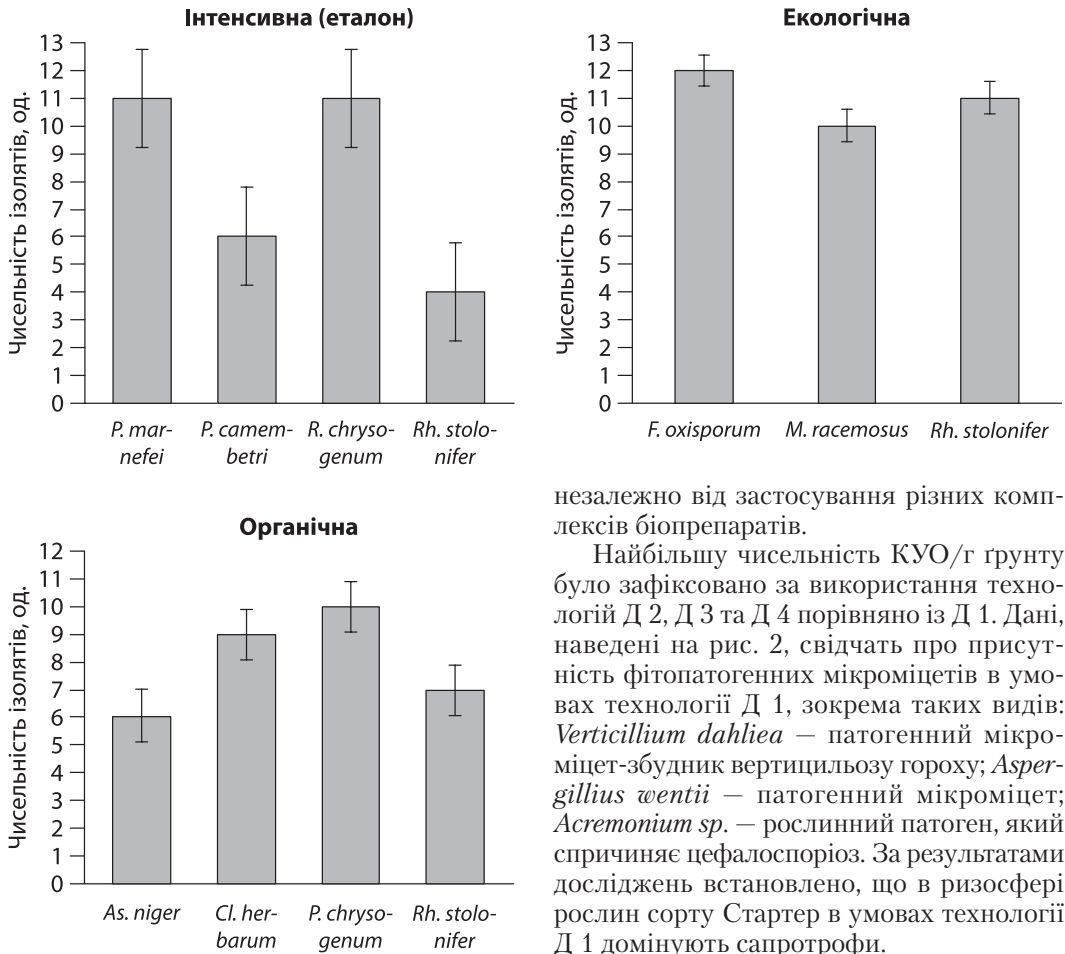 Інтенсивна (еталон)
Чисельність ізолятів, од.
13
12
11
10
9
8
7
6
5
4
3
2
1
0
P. mar-
nefei
P. camem-
betri
R. chryso-
genum
Rh. stolo-
nifer
Екологічна
Чисельність ізолятів, од.
13
12
11
10
9
8
7
6
5
4
3
2
1
0
F. oxisporum
M. racemosus
Rh. stolonifer
Органічна
Чисельність ізолятів, од.
12
11
10
9
8
7
6
5
4
3
2
1
0
As. niger
Cl. her-
barum
P. chryso-
genum
Rh. stolo-
nifer
незалежно від застосування різних комп-
лексів біопрепаратів.
Найбільшу чисельність КУО/г ґрунту
було зафіксовано за використання техно-
логій Д 2, Д 3 та Д 4 порівняно із Д 1. Дані,
наведені на рис. 2, свідчать про присут-
ність фітопатогенних мікроміцетів в умо-
вах технології Д 1, зокрема таких видів:
Verticillium dahliea — патогенний мікро-
міцет-збудник вертицильозу гороху; Asper-
gillius wentii — патогенний мікроміцет;
Acremonium sp. — рослинний патоген, який
спричиняє цефалоспоріоз. За результатами
досліджень встановлено, що в ризосфері
рослин сорту Стартер в умовах технології
Д 1 домінують сапротрофи.